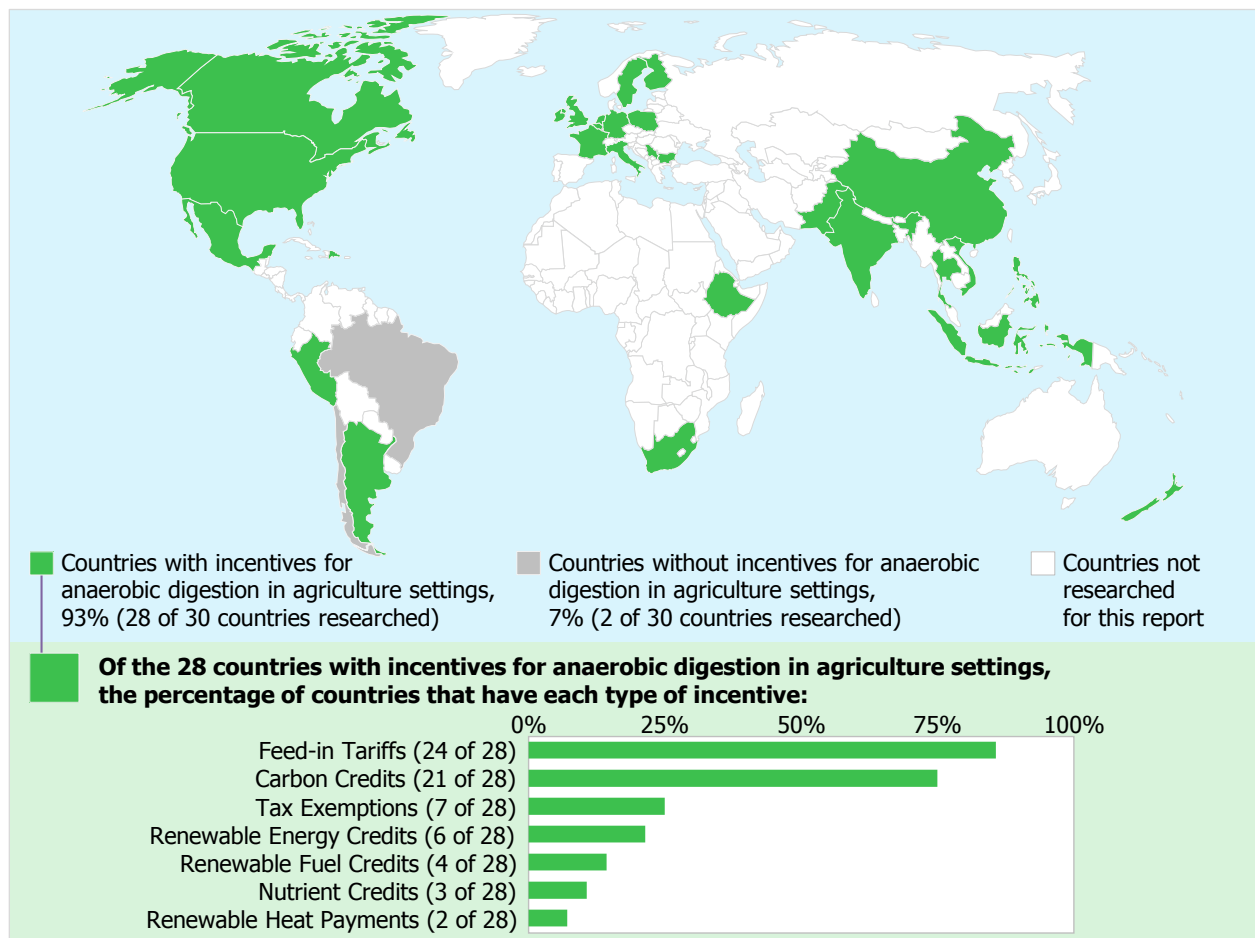 Countries with incentives for
anaerobic digestion in agriculture settings,
93% (28 of 30 countries researched)
Countries without incentives for anaerobic
digestion in agriculture settings,
7% (2 of 30 countries researched)
Countries not
researched
for this report
Of the 28 countries with incentives for anaerobic digestion in agriculture settings,
the percentage of countries that have each type of incentive:
0% 25% 50% 75% 100%
Feed-in Tariffs (24 of 28)
Carbon Credits (21 of 28)
Tax Exemptions (7 of 28)
Renewable Energy Credits (6 of 28)
Renewable Fuel Credits (4 of 28)
Nutrient Credits (3 of 28)
Renewable Heat Payments (2 of 28)